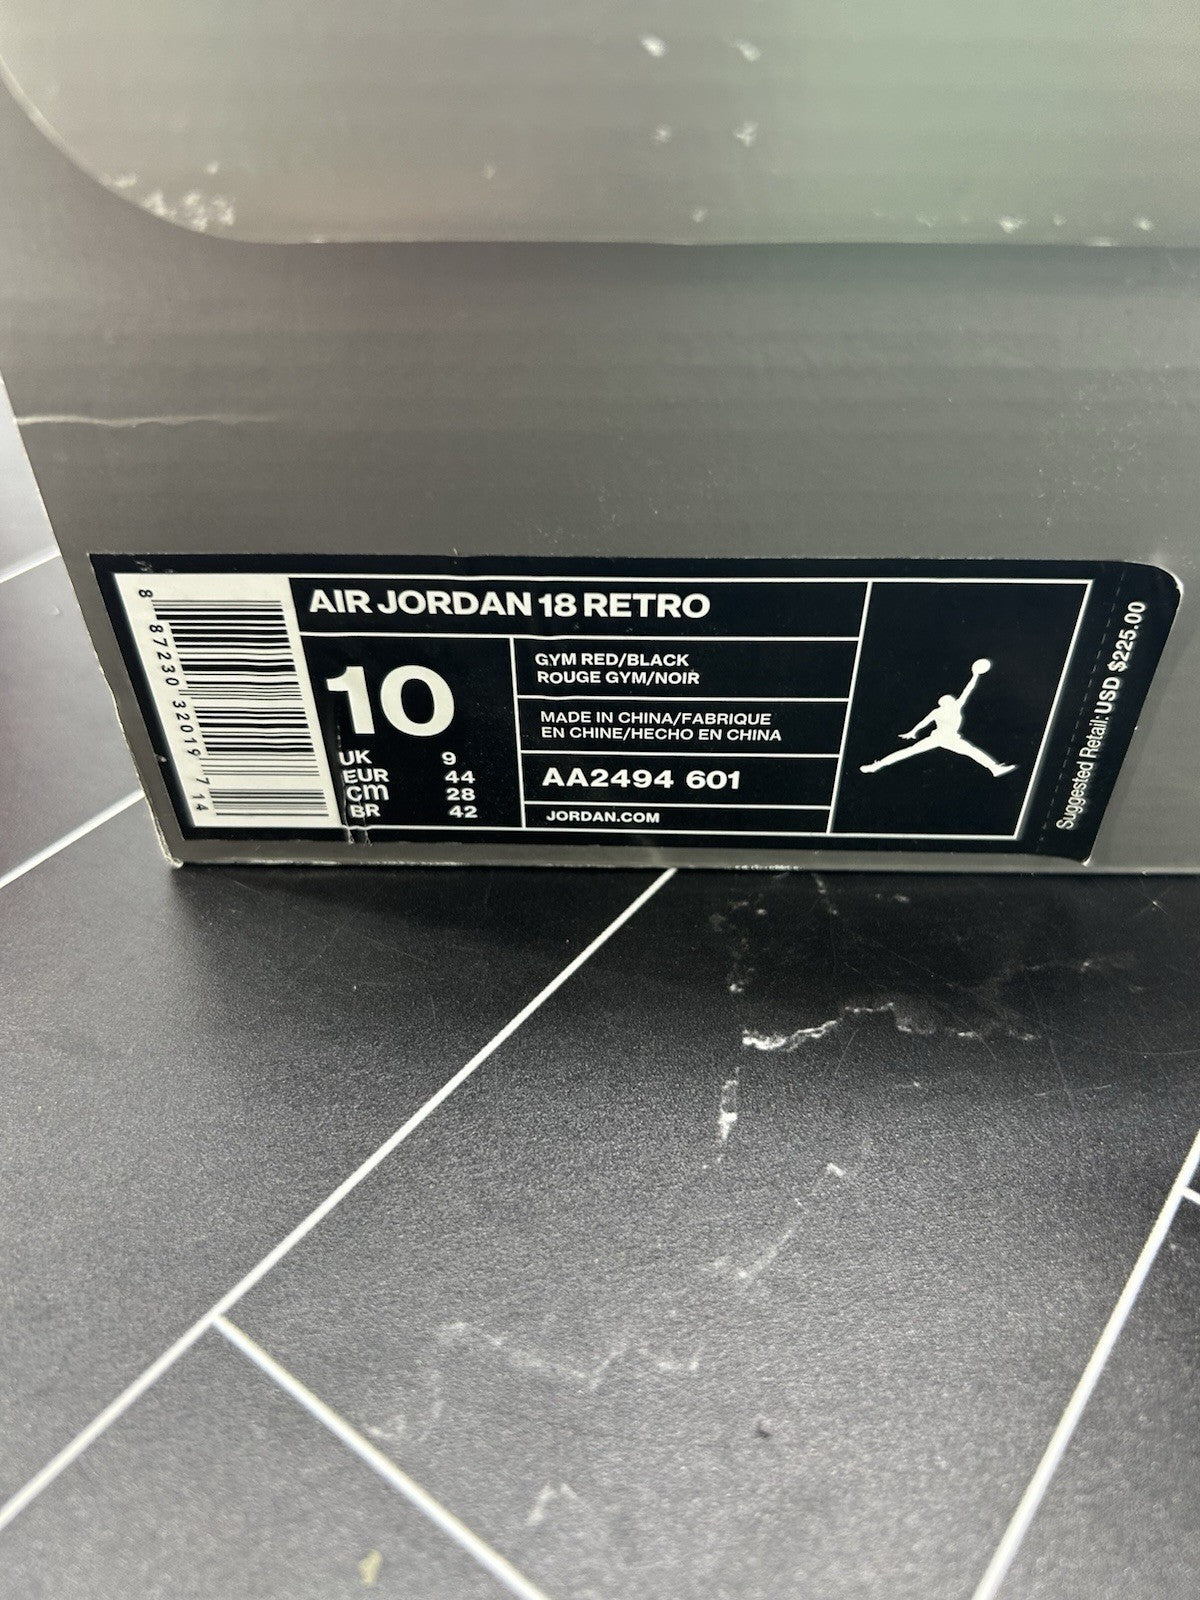 AIR JORDAN 18 RETRO
8 87230 32019 7 14
10
UK 9
EUR 44
cm 28
BR 42
GYM RED/BLACK
ROUGE GYM/NOIR
MADE IN CHINA/FABRIQUE
EN CHINE/HECHO EN CHINA
AA2494 601
JORDAN.COM
Suggested Retail: USD $225.00